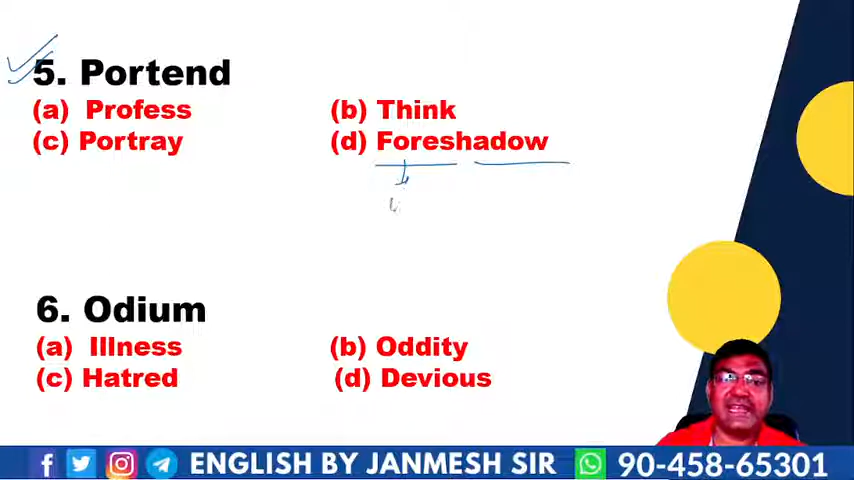 5. Portend
(a) Profess (b) Think
(c) Portray (d) Foreshadow
6. Odium
(a) Illness (b) Oddity
(c) Hatred (d) Devious
ENGLISH BY JANMESH SIR 90-458-65301